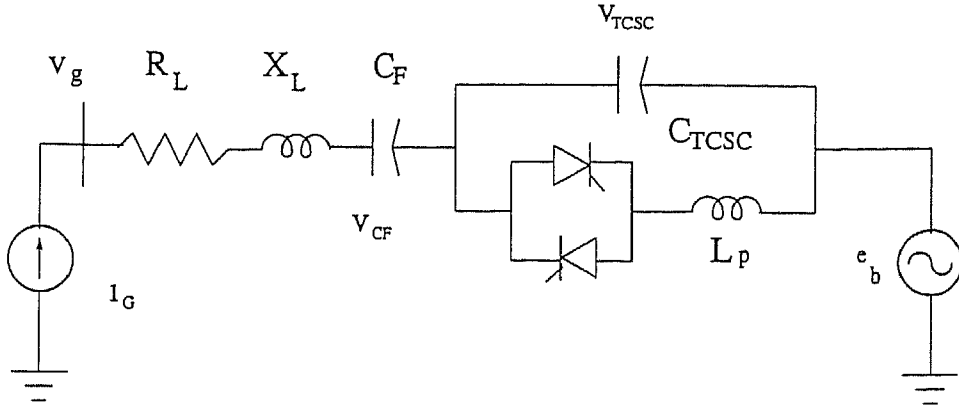 V_TCSC
V_g
R_L
X_L
C_F
C_TCSC
V_CF
L_p
e_b
I_G